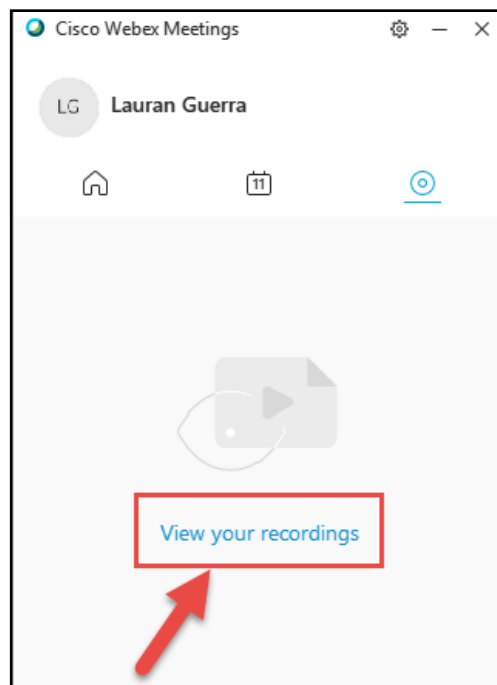 Cisco Webex Meetings
LG
Lauran Guerra
11
View your recordings